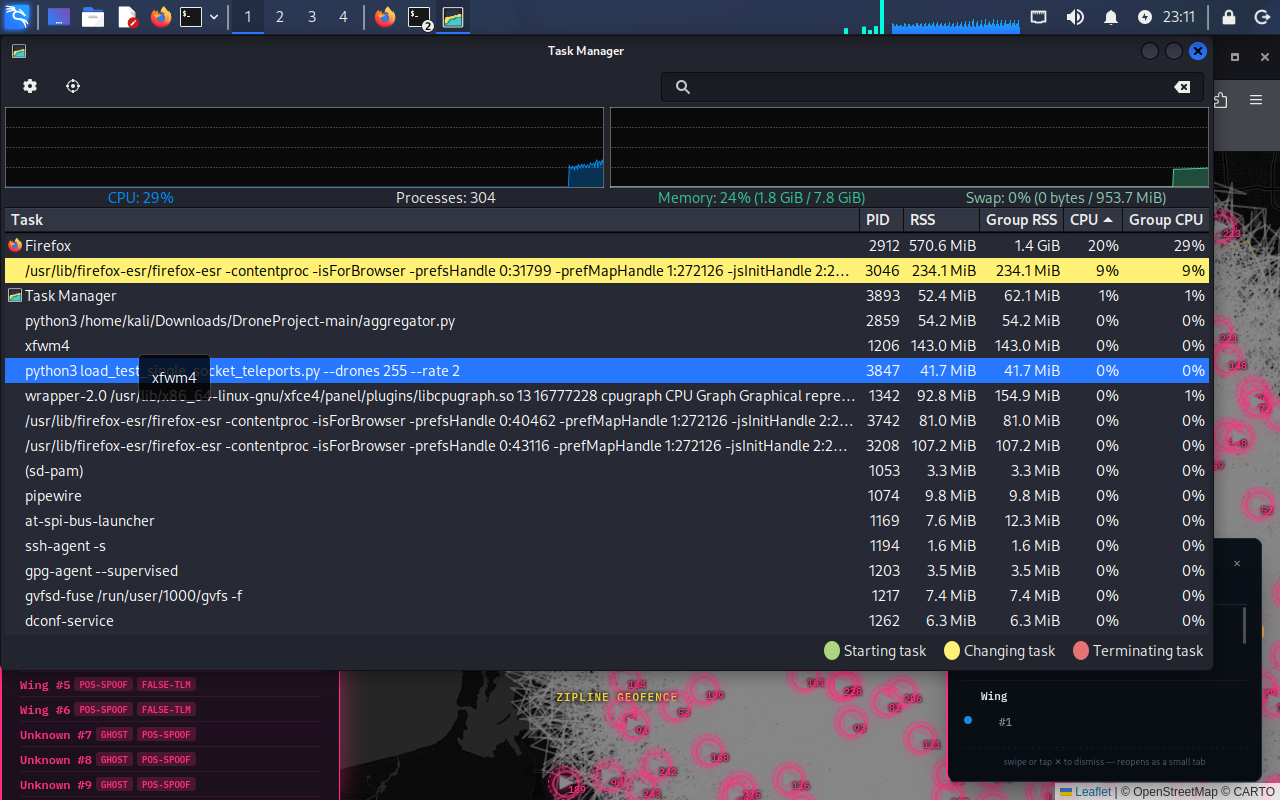 1 2 3 4 2 23:11
Task Manager
CPU: 29% Processes: 304 Memory: 24% (1.8 GiB / 7.8 GiB) Swap: 0% (0 bytes / 953.7 MiB)
Task PID RSS Group RSS CPU Group CPU
Firefox 2912 570.6 MiB 1.4 GiB 20% 29%
/usr/lib/firefox-esr/firefox-esr -contentproc -isForBrowser -prefsHandle 0:31799 -prefMapHandle 1:272126 -jsInitHandle 2:2... 3046 234.1 MiB 234.1 MiB 9% 9%
Task Manager 3893 52.4 MiB 62.1 MiB 1% 1%
python3 /home/kali/Downloads/DroneProject-main/aggregator.py 2859 54.2 MiB 54.2 MiB 0% 0%
xfwm4 1206 143.0 MiB 143.0 MiB 0% 0%
python3 load_test_single_socket_teleports.py --drones 255 --rate 2 3847 41.7 MiB 41.7 MiB 0% 0%
xfwm4
wrapper-2.0 /usr/lib/x86_64-linux-gnu/xfce4/panel/plugins/libcpugraph.so 13 16777228 cpugraph CPU Graph Graphical repre... 1342 92.8 MiB 154.9 MiB 0% 1%
/usr/lib/firefox-esr/firefox-esr -contentproc -isForBrowser -prefsHandle 0:40462 -prefMapHandle 1:272126 -jsInitHandle 2:2... 3742 81.0 MiB 81.0 MiB 0% 0%
/usr/lib/firefox-esr/firefox-esr -contentproc -isForBrowser -prefsHandle 0:43116 -prefMapHandle 1:272126 -jsInitHandle 2:2... 3208 107.2 MiB 107.2 MiB 0% 0%
(sd-pam) 1053 3.3 MiB 3.3 MiB 0% 0%
pipewire 1074 9.8 MiB 9.8 MiB 0% 0%
at-spi-bus-launcher 1169 7.6 MiB 12.3 MiB 0% 0%
ssh-agent -s 1194 1.6 MiB 1.6 MiB 0% 0%
gpg-agent --supervised 1203 3.5 MiB 3.5 MiB 0% 0%
gvfsd-fuse /run/user/1000/gvfs -f 1217 7.4 MiB 7.4 MiB 0% 0%
dconf-service 1262 6.3 MiB 6.3 MiB 0% 0%
Starting task Changing task Terminating task
Wing #5 POS-SPOOF FALSE-TLM
Wing #6 POS-SPOOF FALSE-TLM
Unknown #7 GHOST POS-SPOOF
Unknown #8 GHOST POS-SPOOF
Unknown #9 GHOST POS-SPOOF
ZIPLINE GEOFENCE
52
92
111
Wing
#1
swipe or tap ✕ to dismiss — reopens as a small tab
Leaflet | © OpenStreetMap © CARTO